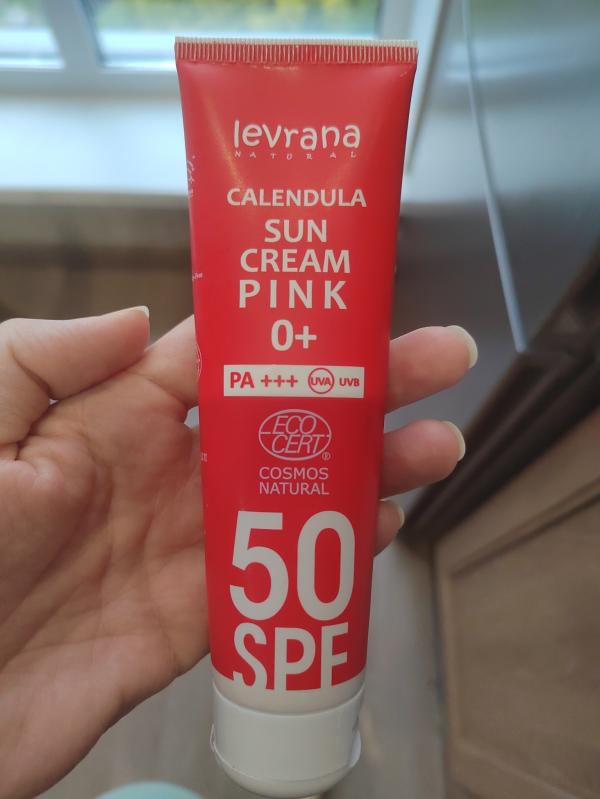 levrana
NATURAL
CALENDULA
SUN
CREAM
PINK
0+
PA +++ UVA UVB
ECO
CERT®
COSMOS
NATURAL
50
SPF